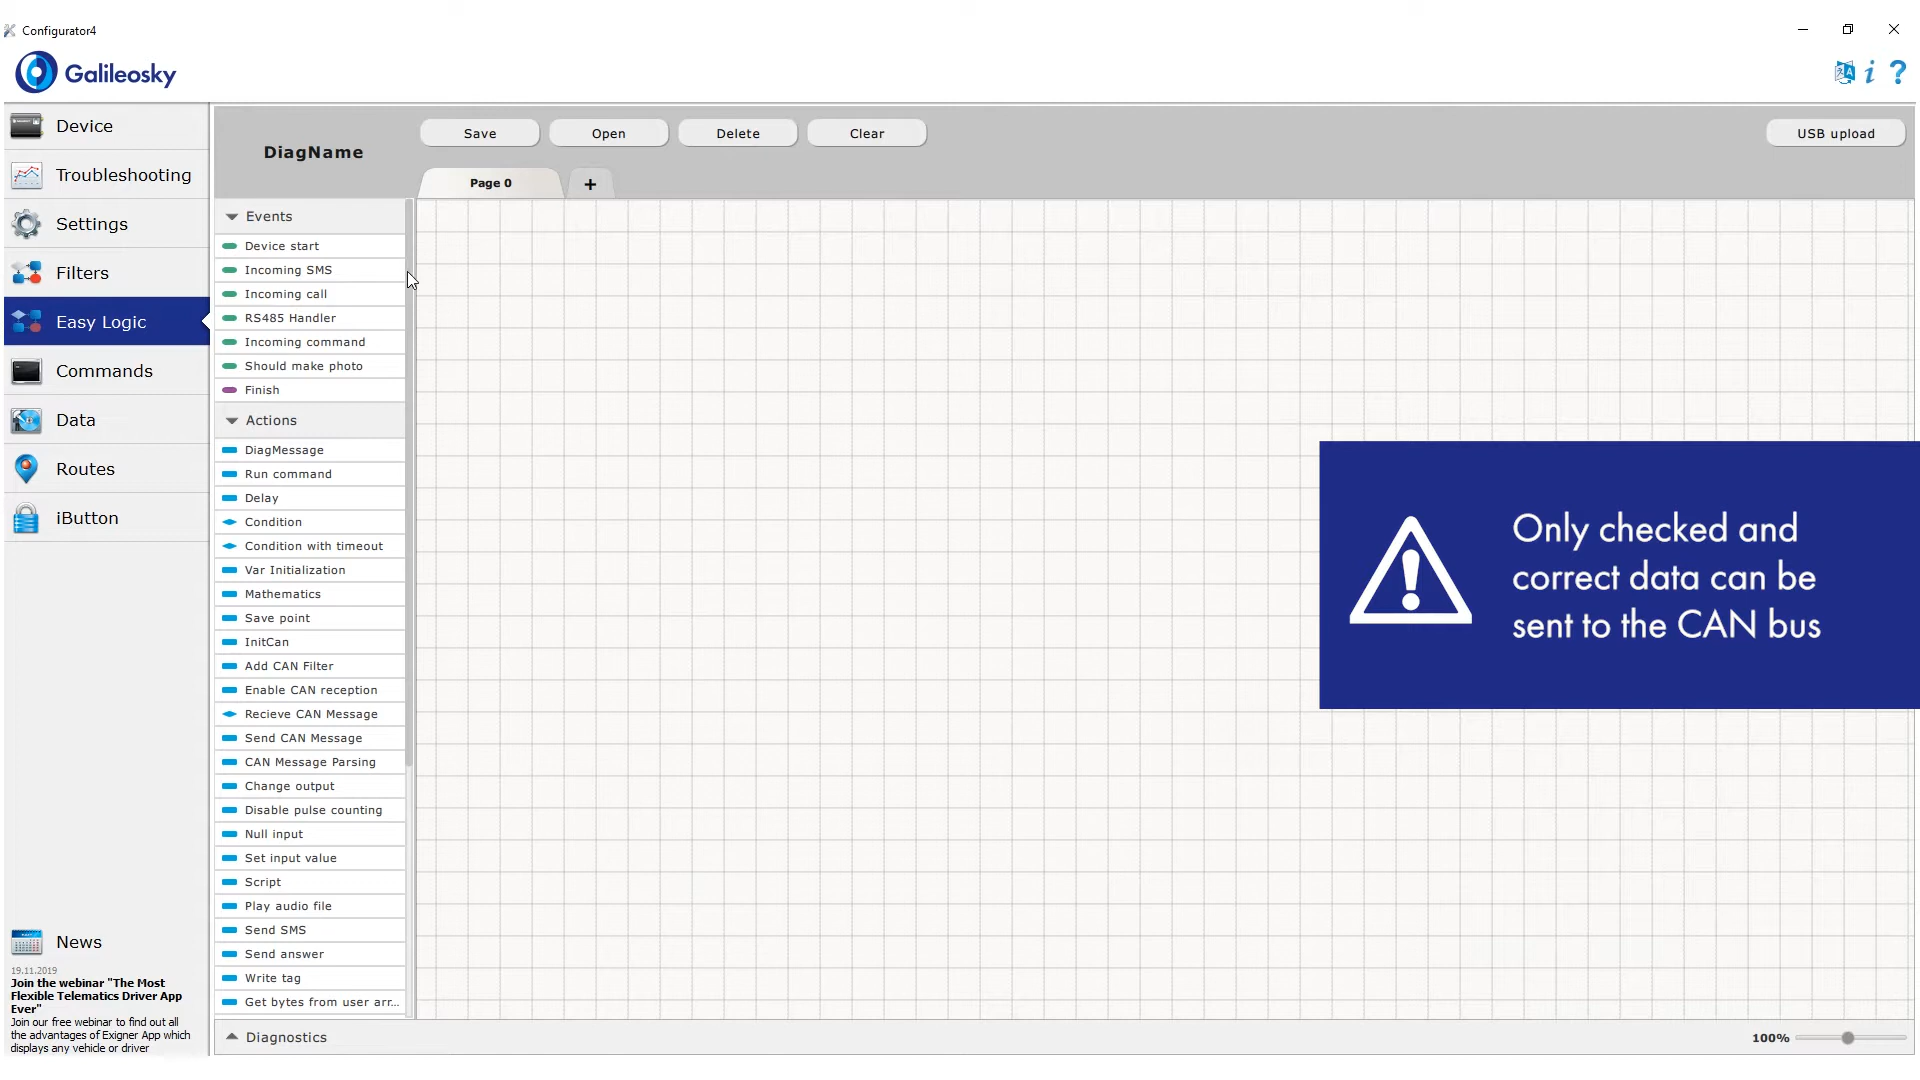 Configurator4
Galileosky
Device
Troubleshooting
Settings
Filters
Easy Logic
Commands
Data
Routes
iButton
News
19.11.2019
Join the webinar "The Most
Flexible Telematics Driver App
Ever"
Join our free webinar to find out all
the advantages of Exigner App which
displays any vehicle or driver
DiagName
Save
Open
Delete
Clear
USB upload
Page 0
+
Events
Device start
Incoming SMS
Incoming call
RS485 Handler
Incoming command
Should make photo
Finish
Actions
DiagMessage
Run command
Delay
Condition
Condition with timeout
Var Initialization
Mathematics
Save point
InitCan
Add CAN Filter
Enable CAN reception
Recieve CAN Message
Send CAN Message
CAN Message Parsing
Change output
Disable pulse counting
Null input
Set input value
Script
Play audio file
Send SMS
Send answer
Write tag
Get bytes from user arr...
Only checked and
correct data can be
sent to the CAN bus
Diagnostics
100%